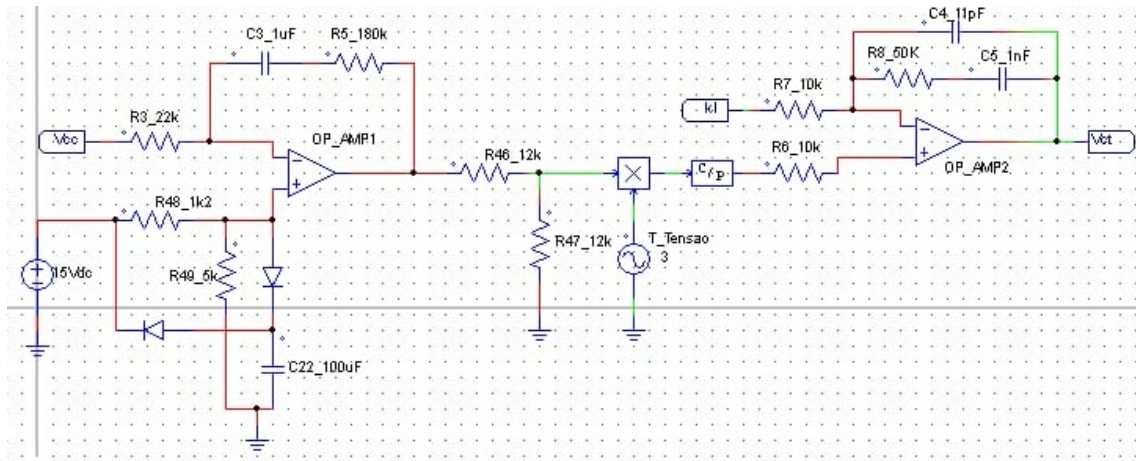 C3_1uF
R5_180k
Vcc
R3_22k
OP_AMP1
R48_1k2
15Vdc
R49_5k
C22_100uF
R46_12k
R47_12k
T_Tensao
3
C/P
kI
R7_10k
R6_10k
C4_11pF
R8_50K
C5_1nF
OP_AMP2
Vct